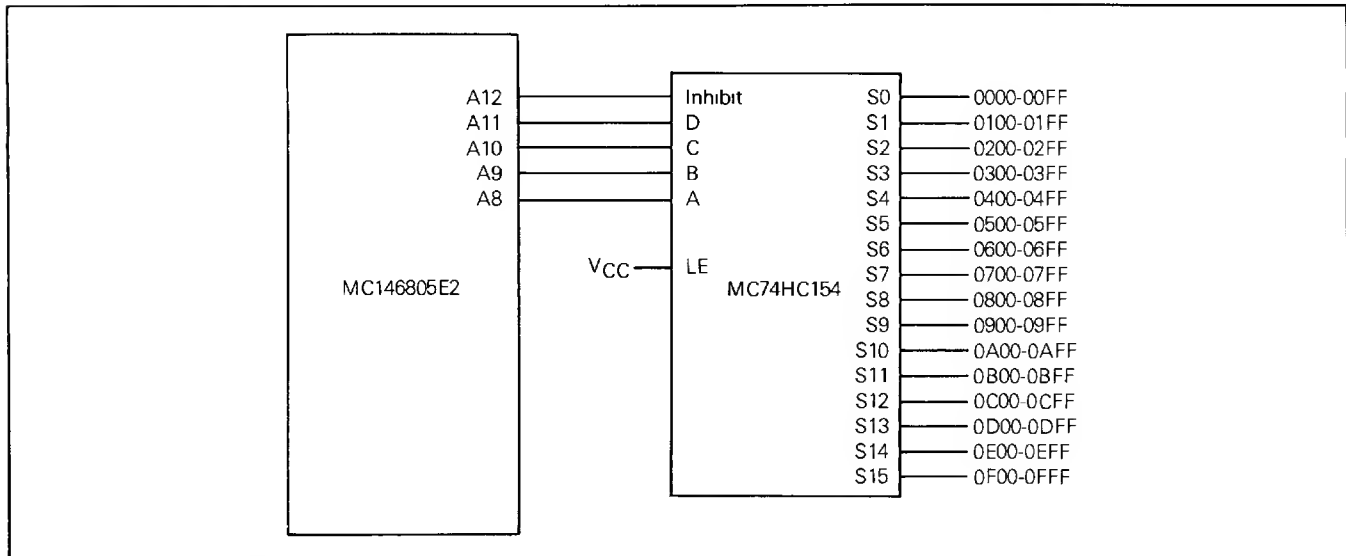 A12 Inhibit S0 0000-00FF
A11 D S1 0100-01FF
A10 C S2 0200-02FF
A9 B S3 0300-03FF
A8 A S4 0400-04FF
S5 0500-05FF
S6 0600-06FF
VCC LE S7 0700-07FF
MC146805E2 MC74HC154 S8 0800-08FF
S9 0900-09FF
S10 0A00-0AFF
S11 0B00-0BFF
S12 0C00-0CFF
S13 0D00-0DFF
S14 0E00-0EFF
S15 0F00-0FFF